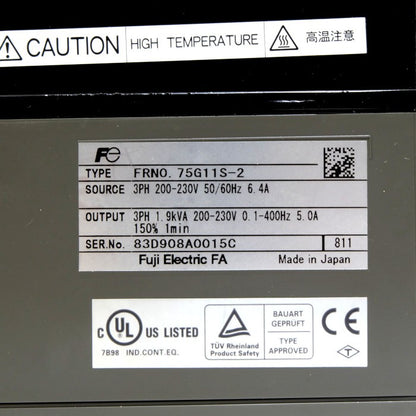 CAUTION HIGH TEMPERATURE 高温注意
Fe
TYPE FRN0.75G11S-2
SOURCE 3PH 200-230V 50/60Hz 6.4A
OUTPUT 3PH 1.9kVA 200-230V 0.1-400Hz 5.0A
150% 1min
SER.No. 83D908A0015C 811
Fuji Electric FA Made in Japan
C UL US LISTED
7B98 IND.CONT.EQ.
TÜV Rheinland
Product Safety
BAUART
GEPRÜFT
TYPE
APPROVED
T